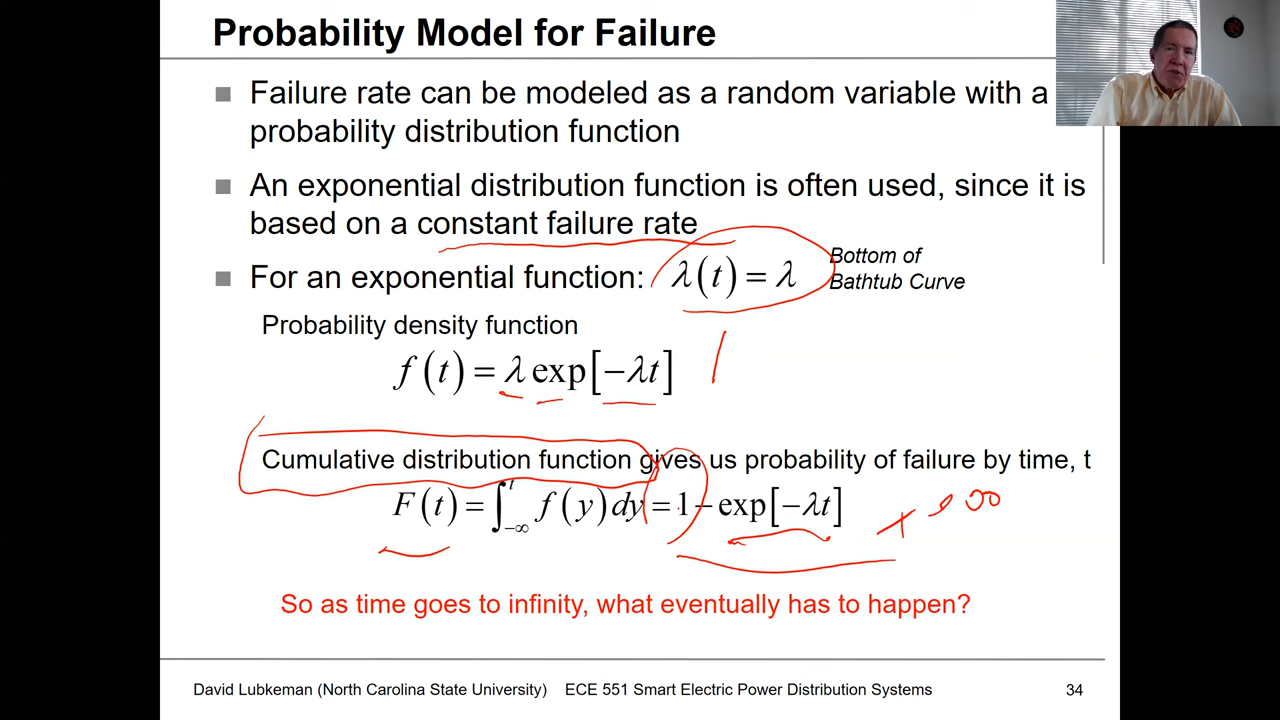 Probability Model for Failure
Failure rate can be modeled as a random variable with a
probability distribution function
An exponential distribution function is often used, since it is
based on a constant failure rate
For an exponential function: λ(t) = λ
Bottom of
Bathtub Curve
Probability density function
f(t) = λ exp[−λt]
Cumulative distribution function gives us probability of failure by time, t
F(t) = ∫_{−∞}^{t} f(y)dy = 1 − exp[−λt]
So as time goes to infinity, what eventually has to happen?
David Lubkeman (North Carolina State University) ECE 551 Smart Electric Power Distribution Systems 34